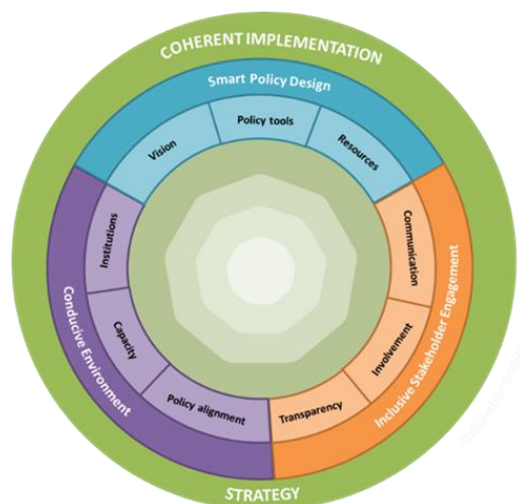 COHERENT IMPLEMENTATION
Smart Policy Design
Vision
Policy tools
Resources
Institutions
Capacity
Policy alignment
Conducive Environment
Communication
Involvement
Transparency
Inclusive Stakeholder Engagement
STRATEGY